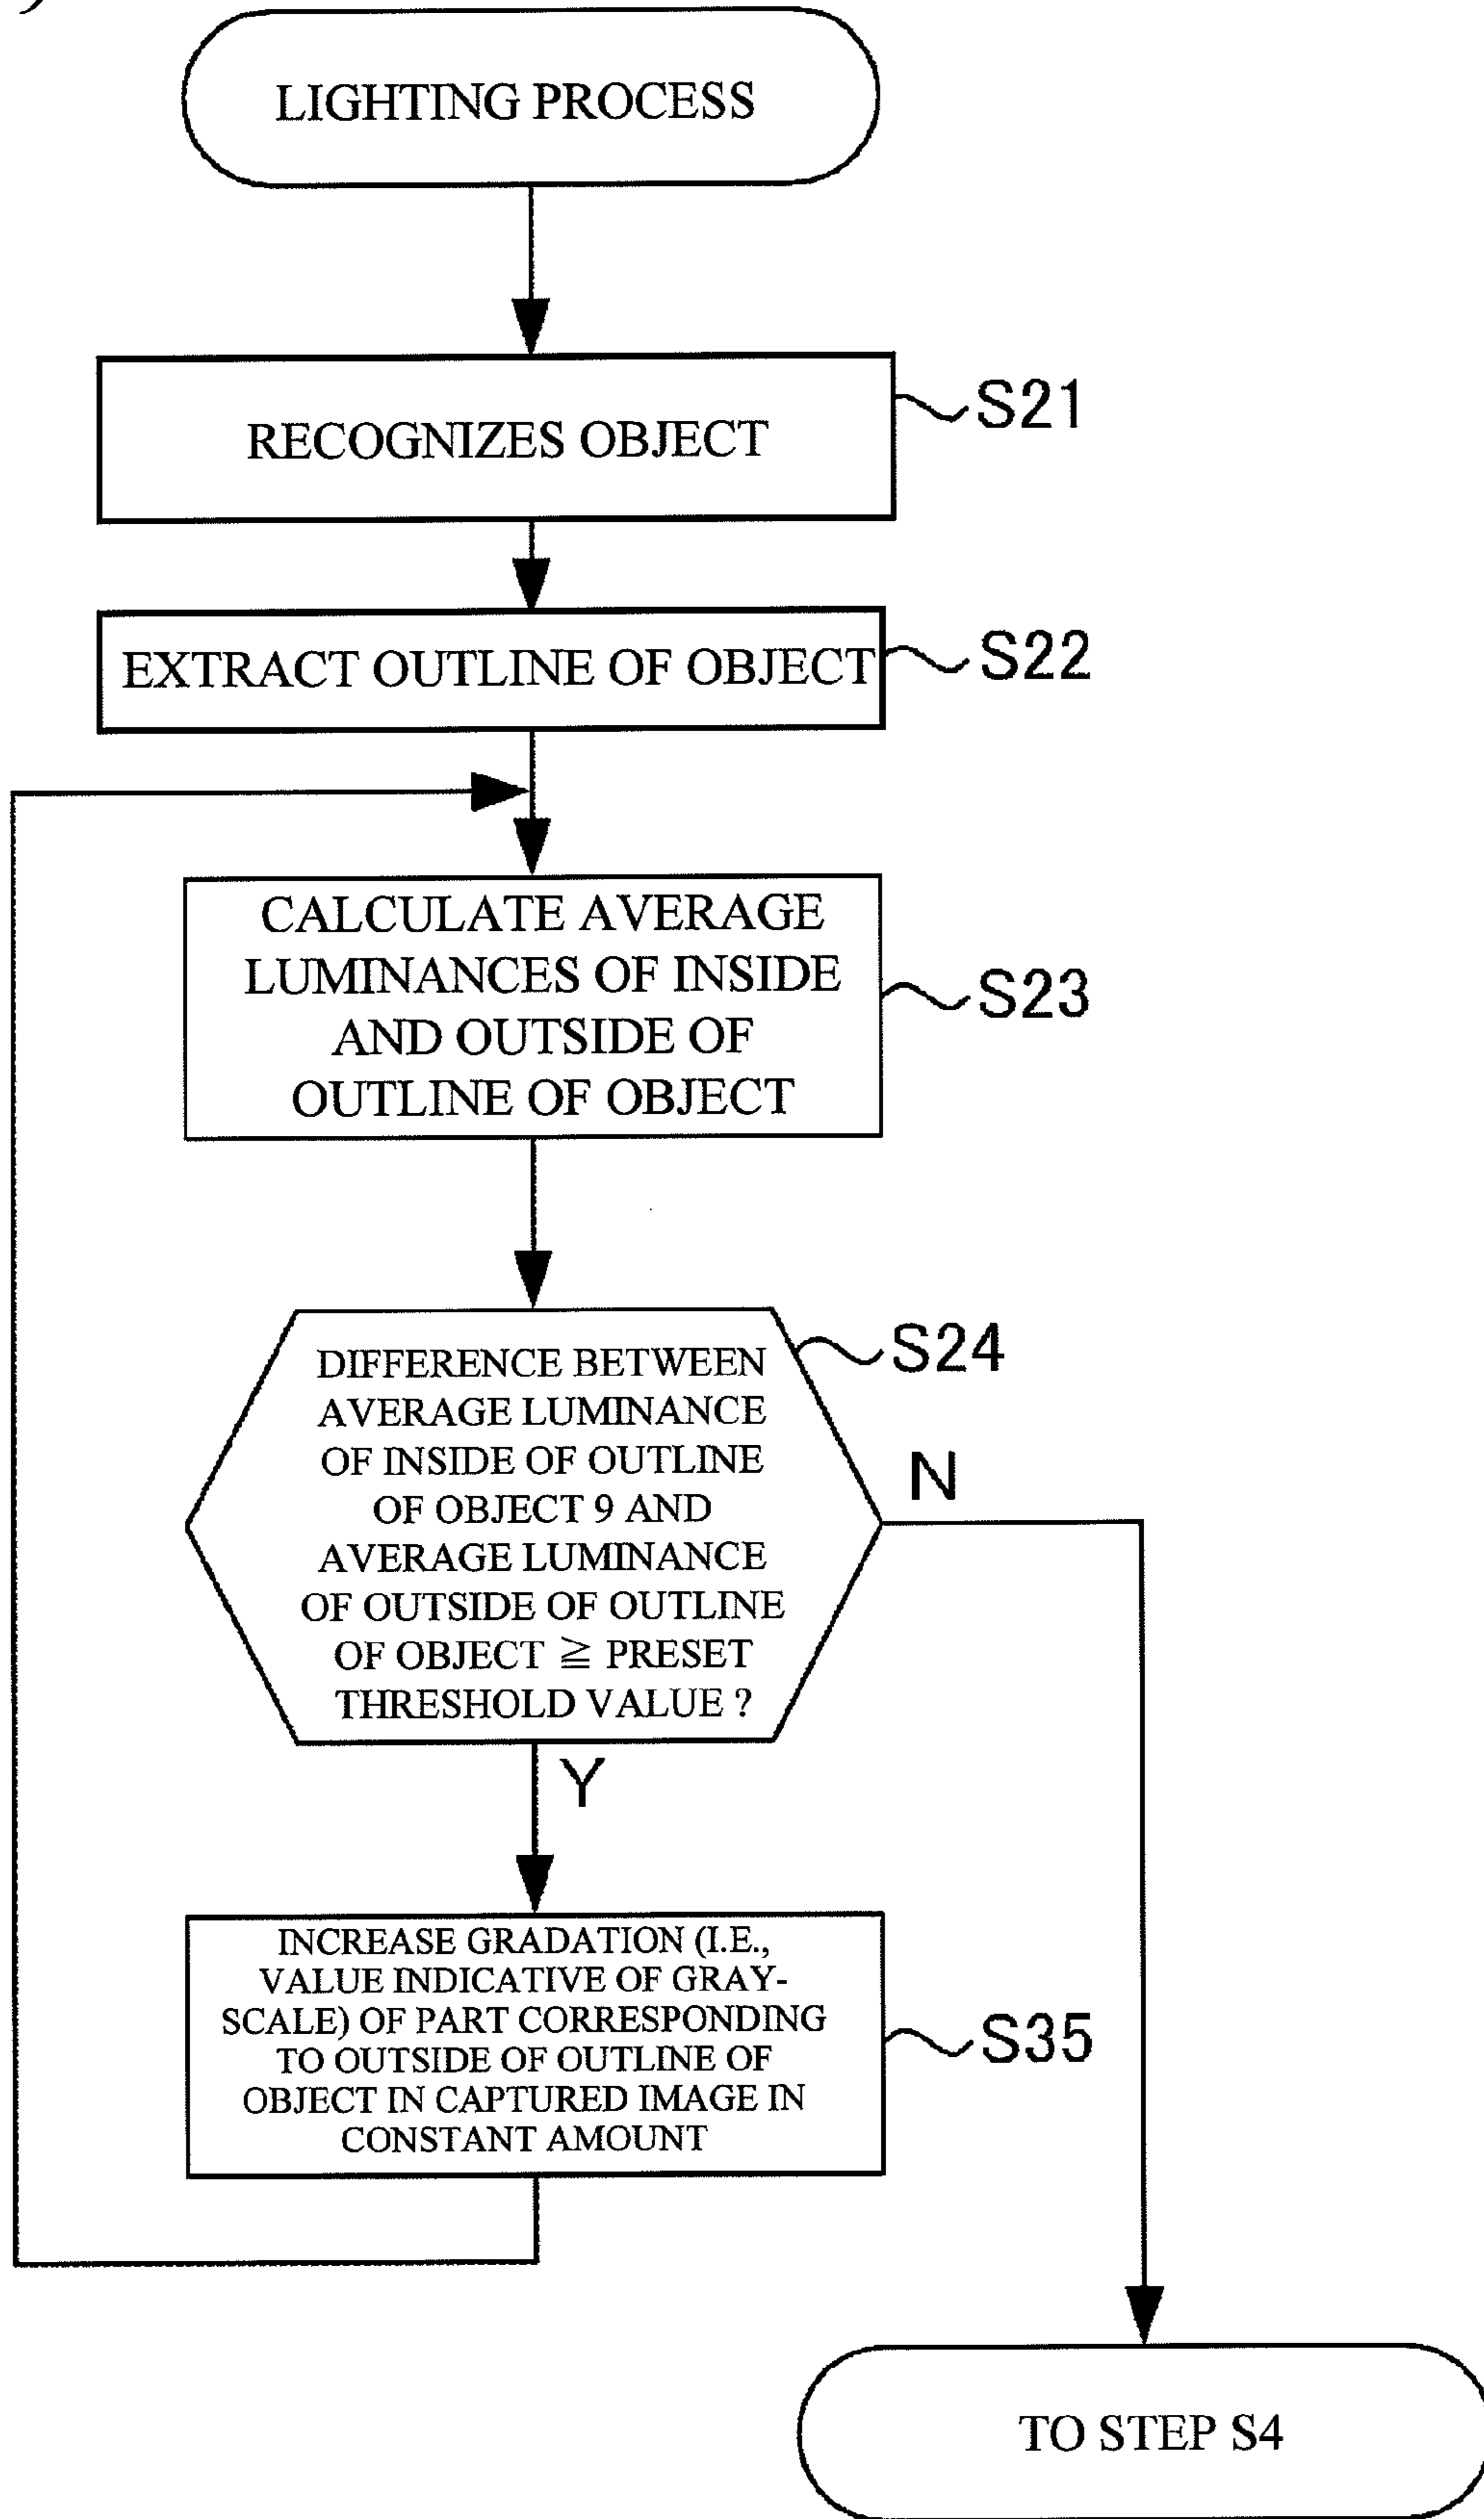 LIGHTING PROCESS
RECOGNIZES OBJECT
S21
EXTRACT OUTLINE OF OBJECT
S22
CALCULATE AVERAGE
LUMINANCES OF INSIDE
AND OUTSIDE OF
OUTLINE OF OBJECT
S23
DIFFERENCE BETWEEN
AVERAGE LUMINANCE
OF INSIDE OF OUTLINE
OF OBJECT 9 AND
AVERAGE LUMINANCE
OF OUTSIDE OF OUTLINE
OF OBJECT ≧ PRESET
THRESHOLD VALUE ?
S24
N
Y
INCREASE GRADATION (I.E.,
VALUE INDICATIVE OF GRAY-
SCALE) OF PART CORRESPONDING
TO OUTSIDE OF OUTLINE OF
OBJECT IN CAPTURED IMAGE IN
CONSTANT AMOUNT
S35
TO STEP S4